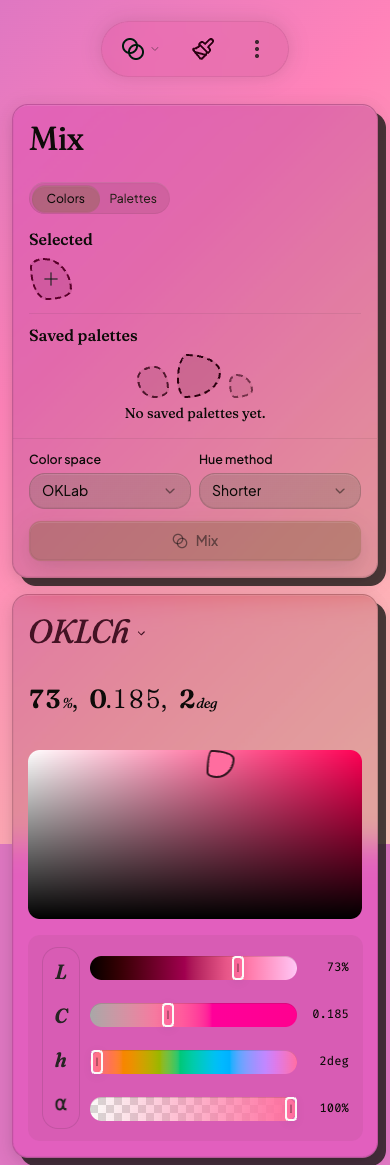 Mix
Colors Palettes
Selected
Saved palettes
No saved palettes yet.
Color space Hue method
OKLab Shorter
Mix
OKLCh
73%, 0.185, 2deg
L 73%
C 0.185
h 2deg
α 100%